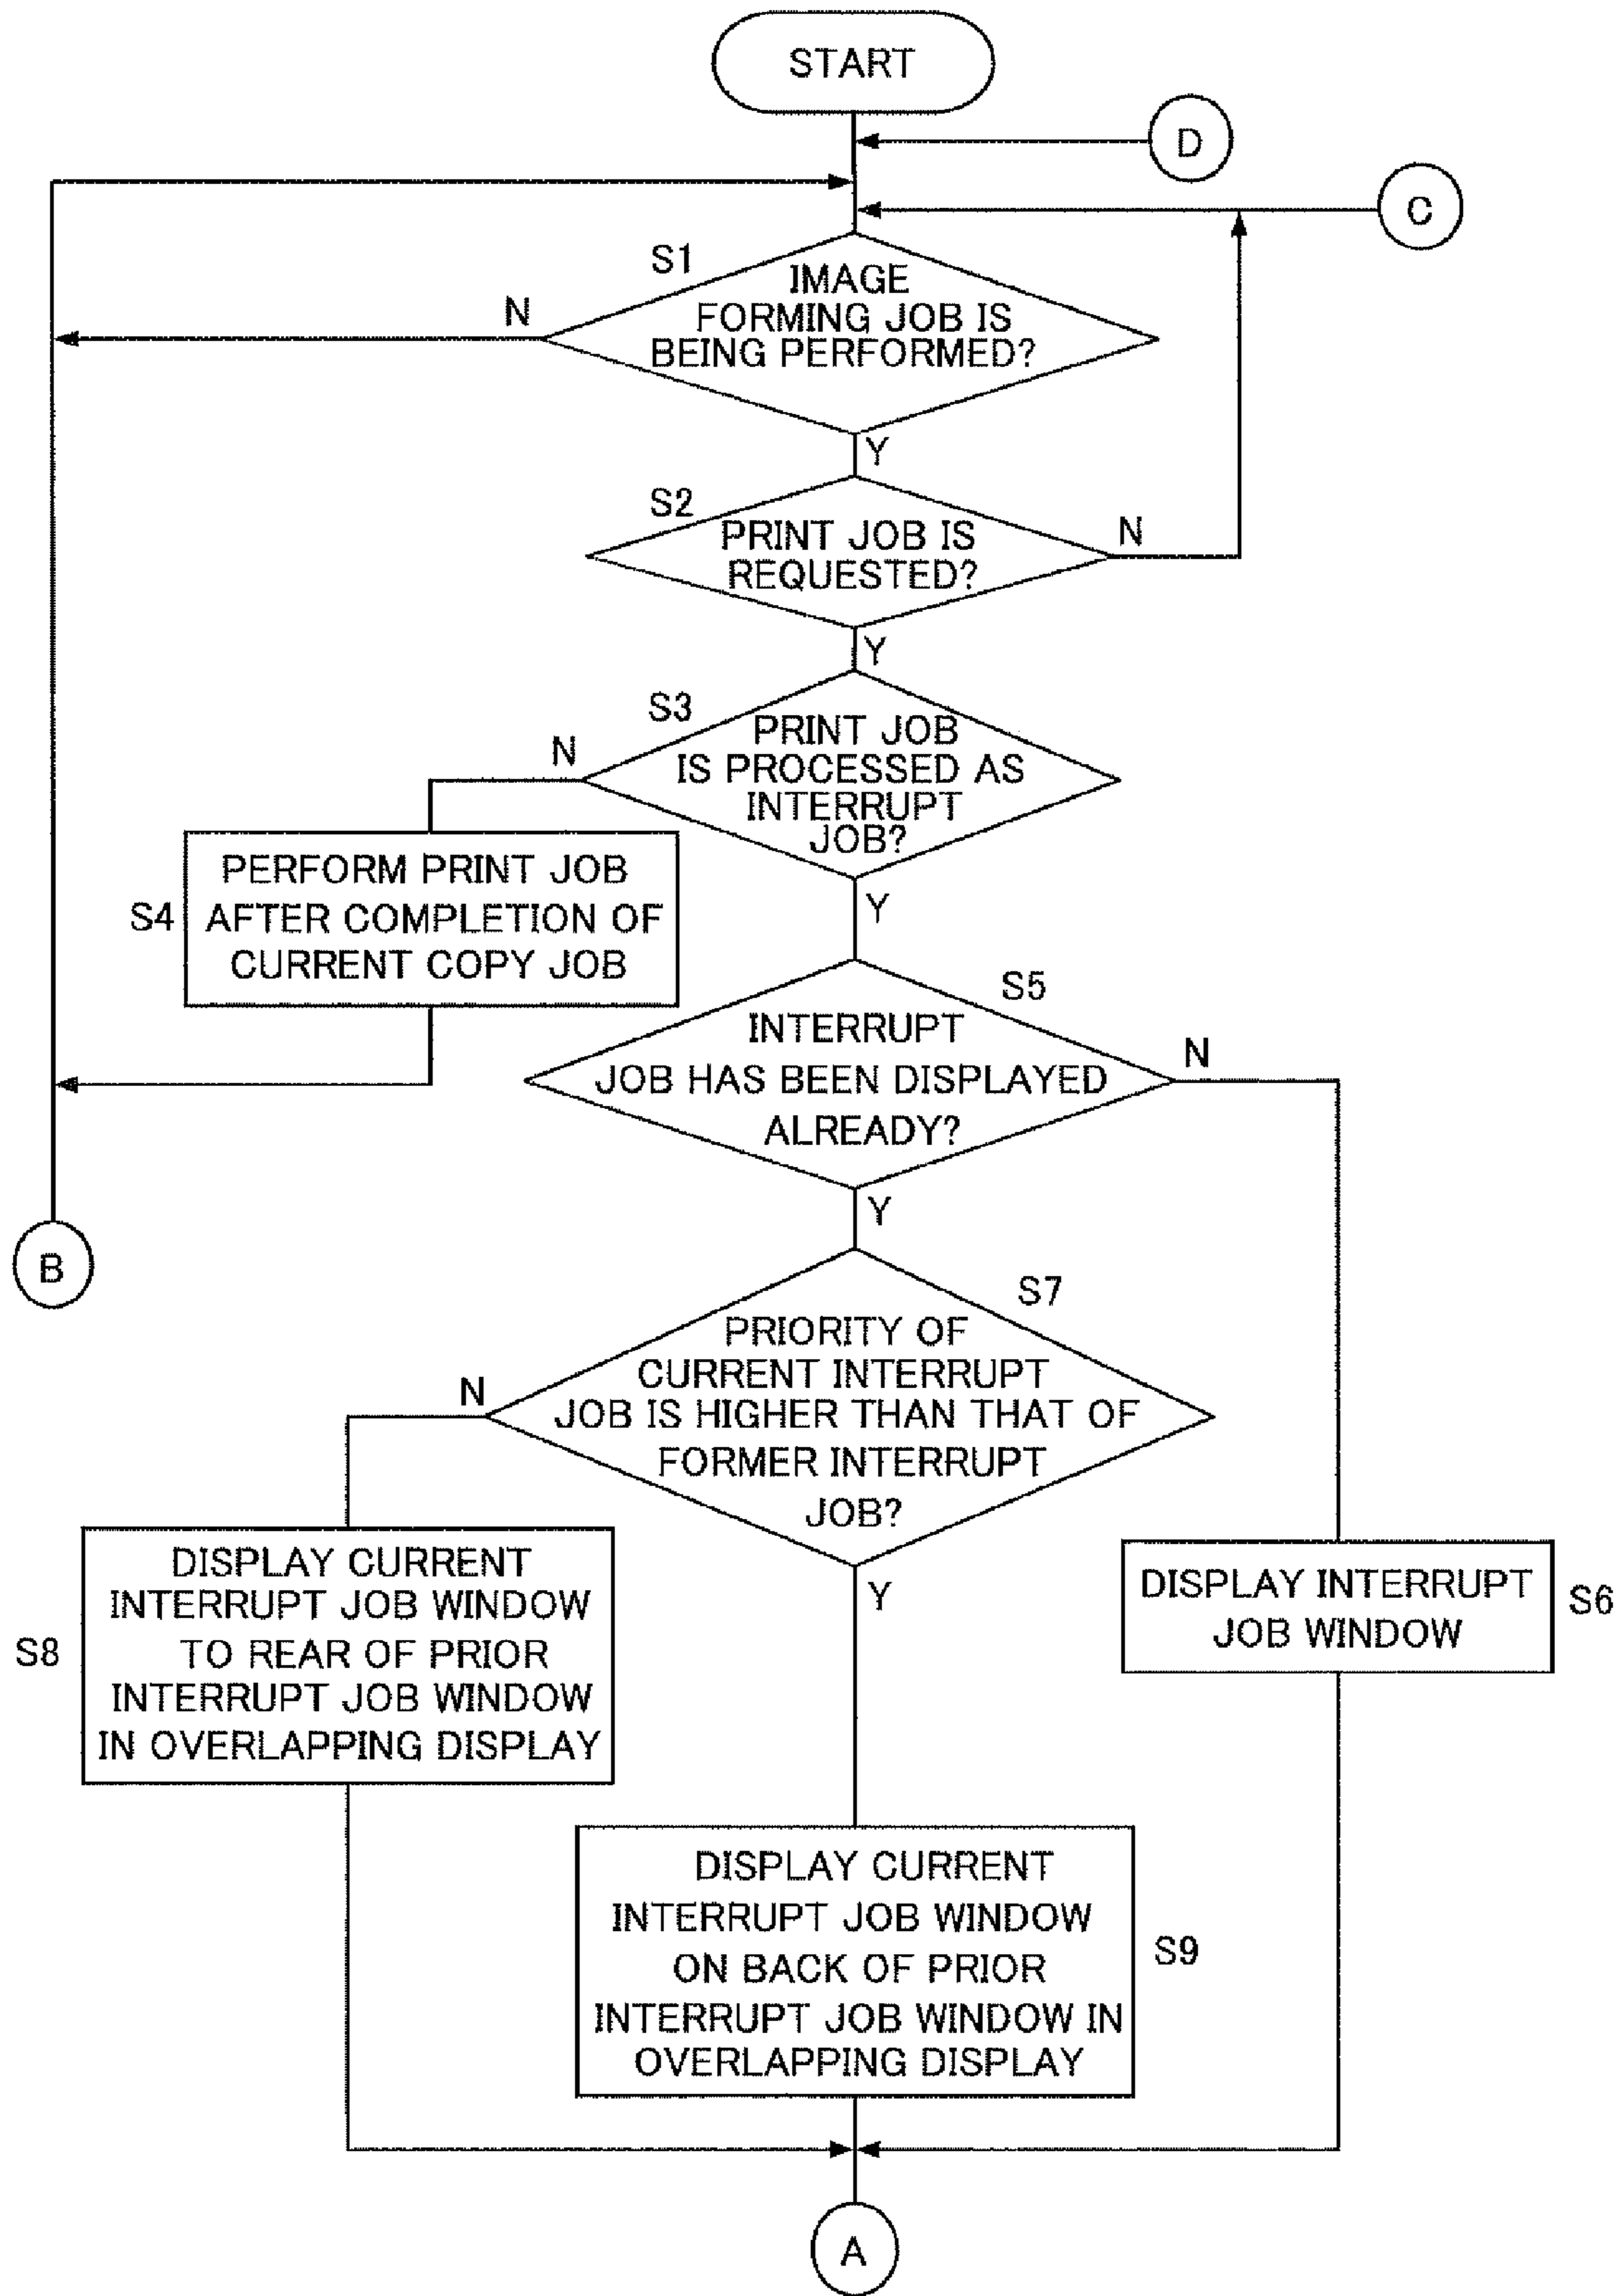 START
D
C
S1
IMAGE
FORMING JOB IS
BEING PERFORMED?
N
Y
S2
PRINT JOB IS
REQUESTED?
N
Y
S3
PRINT JOB
IS PROCESSED AS
INTERRUPT
JOB?
N
Y
S4
PERFORM PRINT JOB
AFTER COMPLETION OF
CURRENT COPY JOB
S5
INTERRUPT
JOB HAS BEEN DISPLAYED
ALREADY?
N
Y
B
S7
PRIORITY OF
CURRENT INTERRUPT
JOB IS HIGHER THAN THAT OF
FORMER INTERRUPT
JOB?
N
Y
S8
DISPLAY CURRENT
INTERRUPT JOB WINDOW
TO REAR OF PRIOR
INTERRUPT JOB WINDOW
IN OVERLAPPING DISPLAY
DISPLAY INTERRUPT
JOB WINDOW
S6
DISPLAY CURRENT
INTERRUPT JOB WINDOW
ON BACK OF PRIOR
INTERRUPT JOB WINDOW IN
OVERLAPPING DISPLAY
S9
A